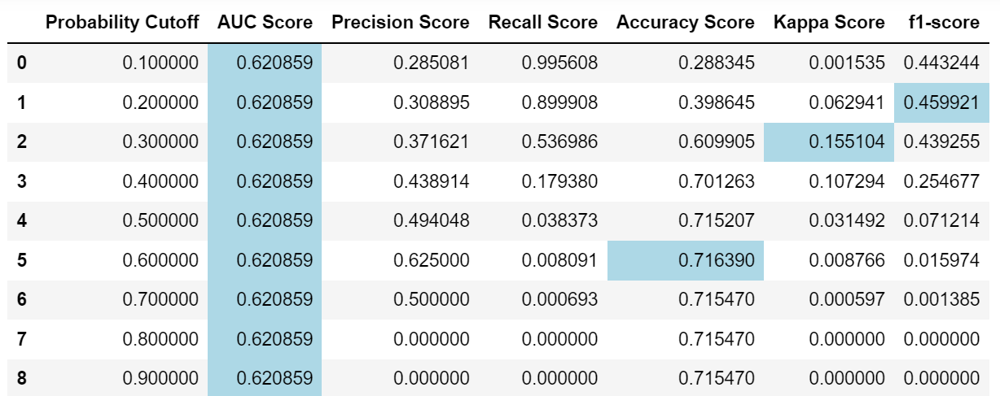 Probability Cutoff AUC Score Precision Score Recall Score Accuracy Score Kappa Score f1-score
0 0.100000 0.620859 0.285081 0.995608 0.288345 0.001535 0.443244
1 0.200000 0.620859 0.308895 0.899908 0.398645 0.062941 0.459921
2 0.300000 0.620859 0.371621 0.536986 0.609905 0.155104 0.439255
3 0.400000 0.620859 0.438914 0.179380 0.701263 0.107294 0.254677
4 0.500000 0.620859 0.494048 0.038373 0.715207 0.031492 0.071214
5 0.600000 0.620859 0.625000 0.008091 0.716390 0.008766 0.015974
6 0.700000 0.620859 0.500000 0.000693 0.715470 0.000597 0.001385
7 0.800000 0.620859 0.000000 0.000000 0.715470 0.000000 0.000000
8 0.900000 0.620859 0.000000 0.000000 0.715470 0.000000 0.000000